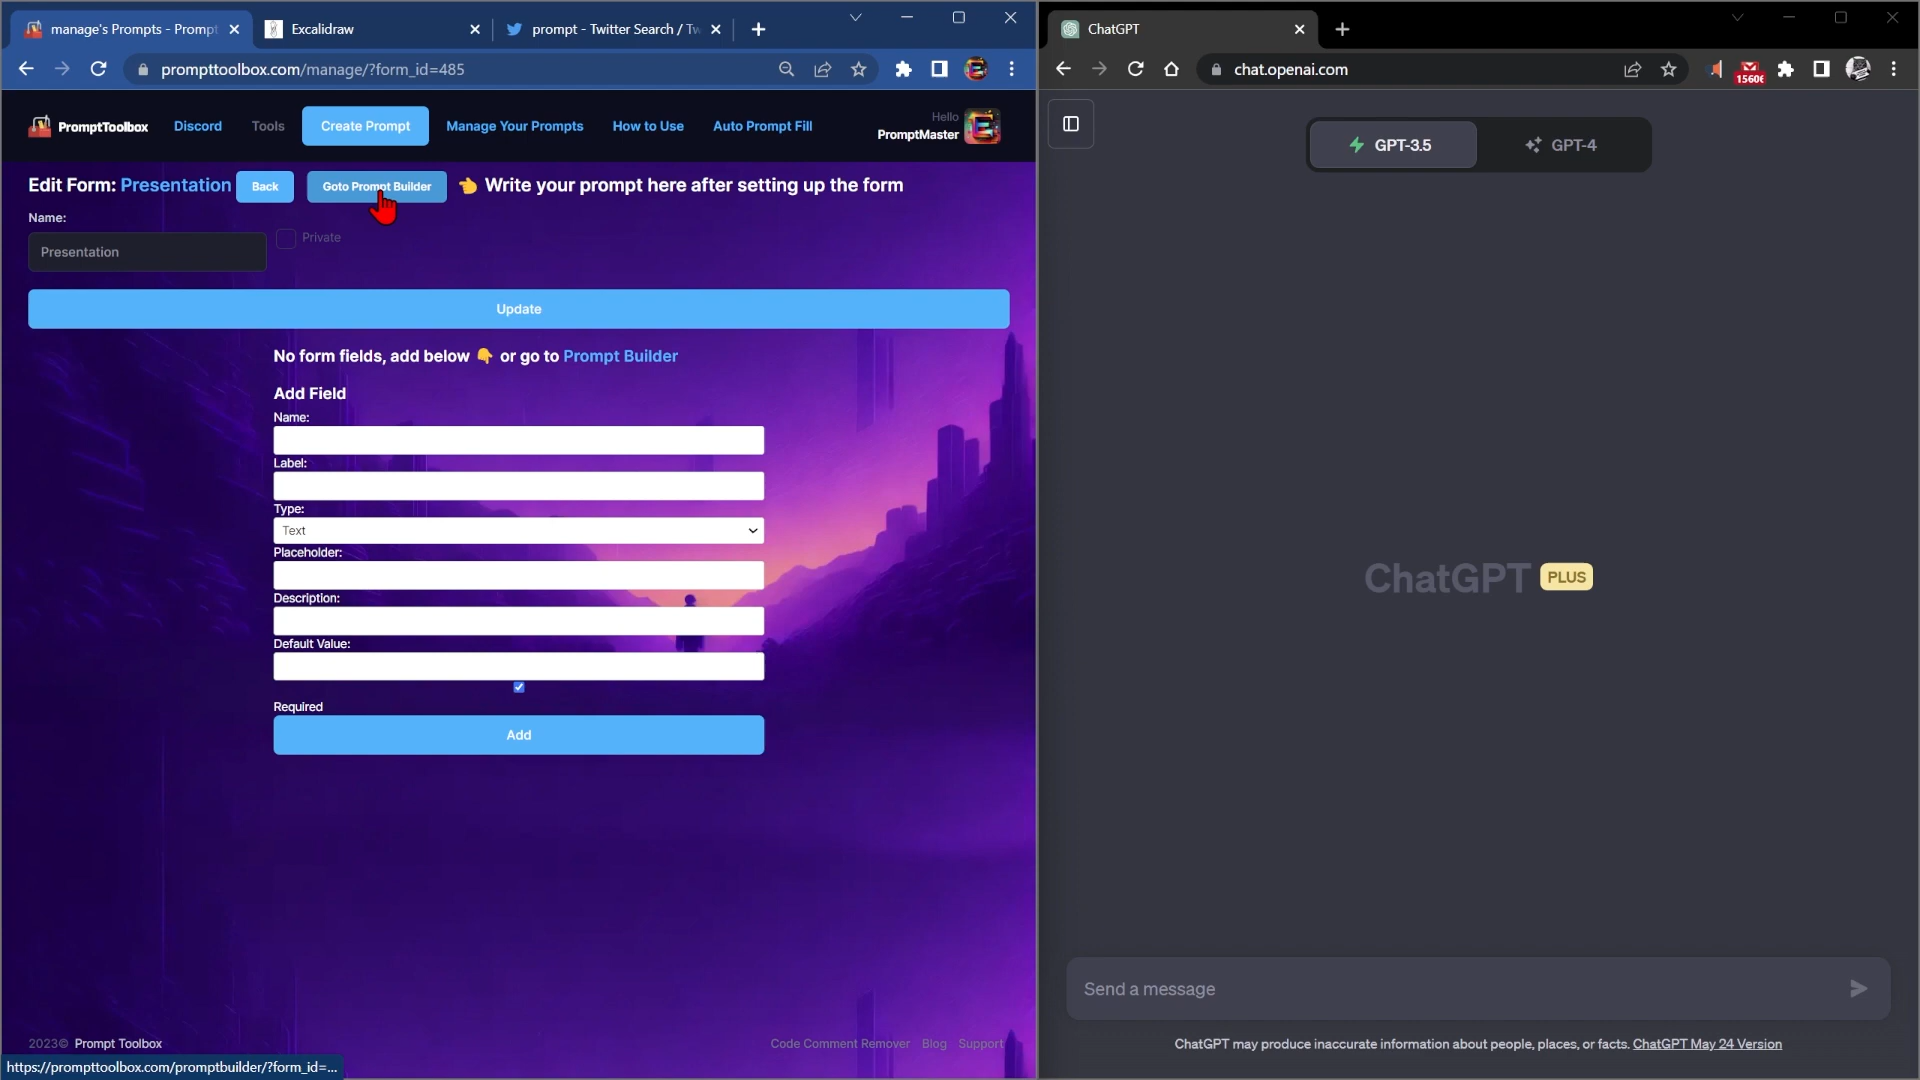 manage's Prompts - Prompt
Excalidraw
prompt - Twitter Search / Tw
prompttoolbox.com/manage/?form_id=485
PromptToolbox
Discord
Tools
Create Prompt
Manage Your Prompts
How to Use
Auto Prompt Fill
Hello
PromptMaster
Edit Form: Presentation
Back
Goto Prompt Builder
👈 Write your prompt here after setting up the form
Name:
Presentation
Private
Update
No form fields, add below 👇 or go to Prompt Builder
Add Field
Name:
Label:
Type:
Text
Placeholder:
Description:
Default Value:
Required
Add
2023© Prompt Toolbox
Code Comment Remover
Blog
Support
https://prompttoolbox.com/promptbuilder/?form_id=...
ChatGPT
chat.openai.com
1560€
GPT-3.5
GPT-4
ChatGPT PLUS
Send a message
ChatGPT may produce inaccurate information about people, places, or facts. ChatGPT May 24 Version